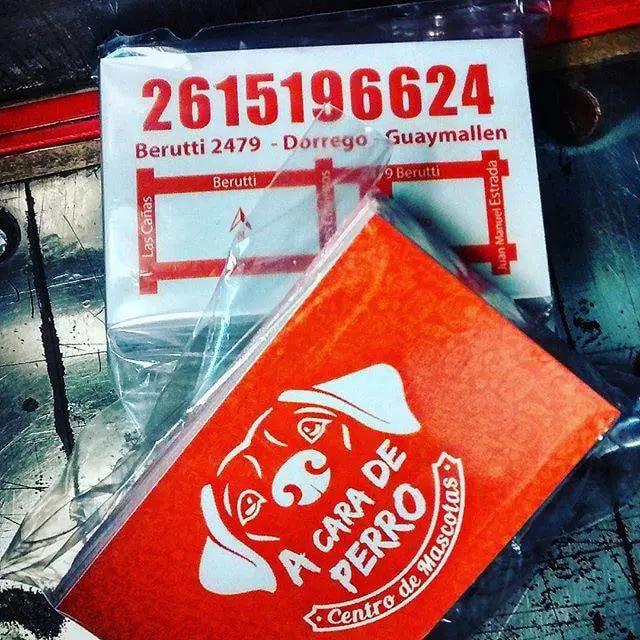 2615196624
Berutti 2479 - Dorrego - Guaymallen
Berutti
Berutti
Las Cañas
Juan Manuel Estrada
A CARA DE
PERRO
Centro de Mascotas